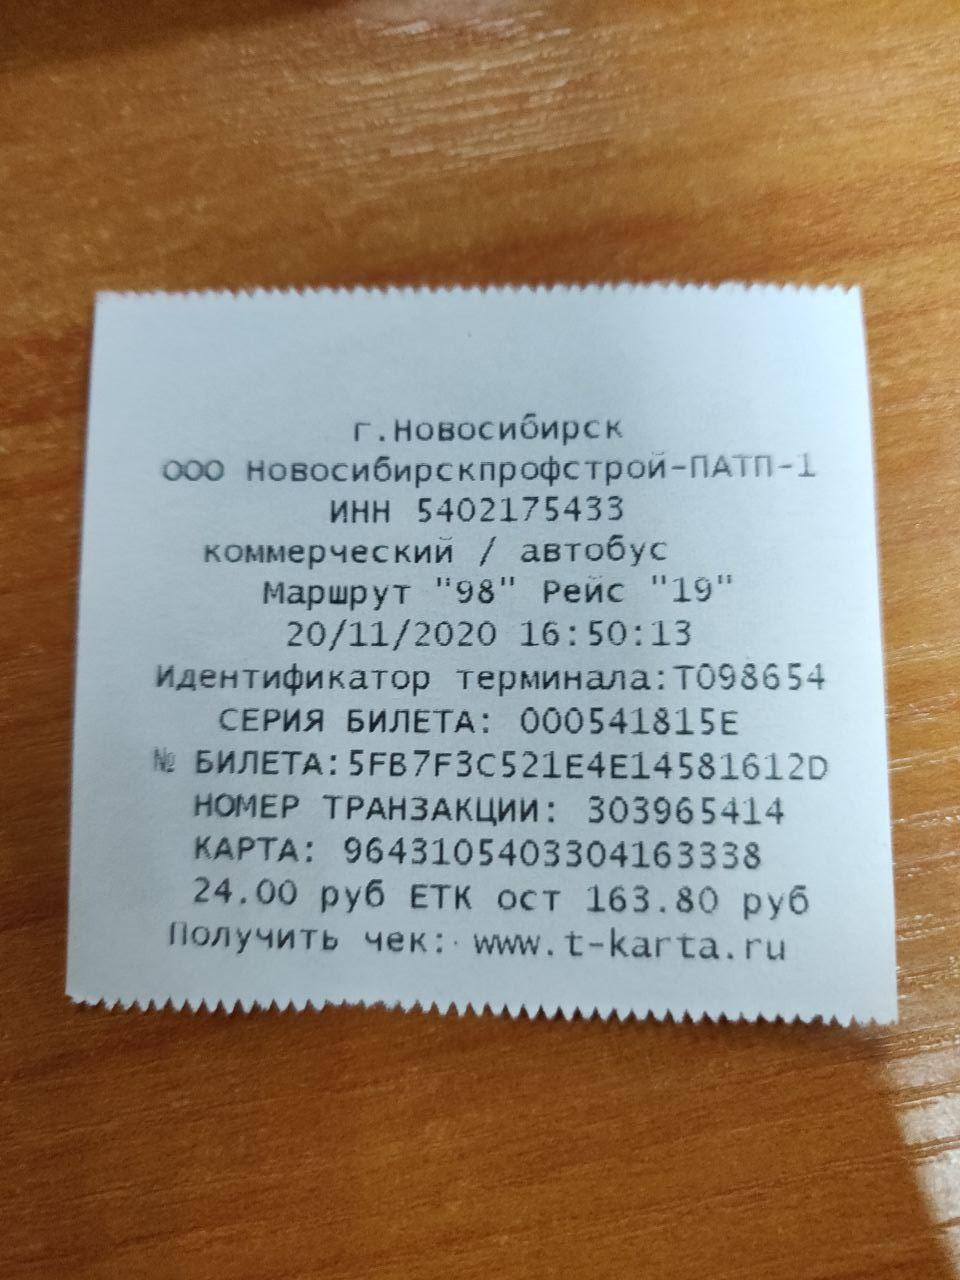 г.Новосибирск
ООО Новосибирскпрофстрой-ПАТП-1
ИНН 5402175433
коммерческий / автобус
Маршрут "98" Рейс "19"
20/11/2020 16:50:13
Идентификатор терминала:Т098654
СЕРИЯ БИЛЕТА: 000541815E
№ БИЛЕТА:5FB7F3C521E4E14581612D
НОМЕР ТРАНЗАКЦИИ: 303965414
КАРТА: 96431054033304163338
24.00 руб ЕТК ост 163.80 руб
Получить чек: www.t-karta.ru